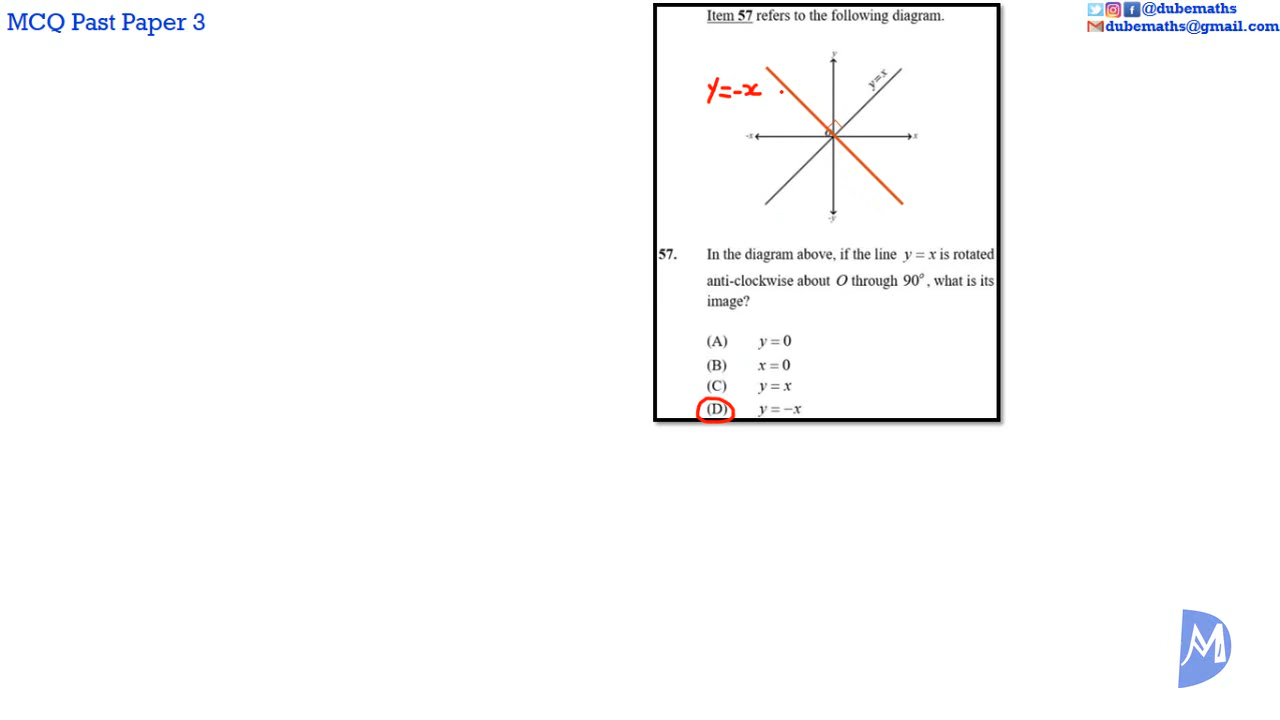 MCQ Past Paper 3
@dubemaths
dubemaths@gmail.com
Item 57 refers to the following diagram.
y
y=x
y=-x
O
-x
x
-y
57. In the diagram above, if the line y = x is rotated
anti-clockwise about O through 90°, what is its
image?
(A) y = 0
(B) x = 0
(C) y = x
(D) y = −x
DM